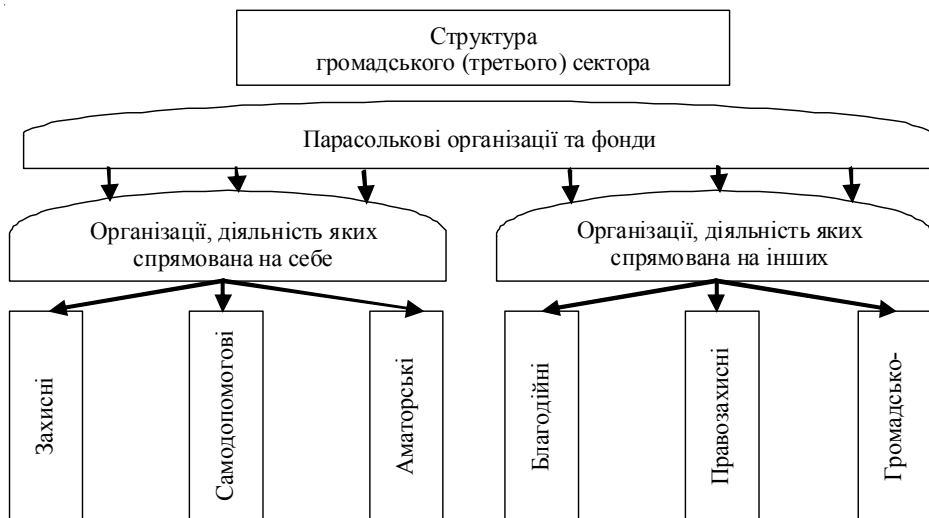 Структура
громадського (третього) сектора
Парасолькові організації та фонди
Організації, діяльність яких
спрямована на себе
Організації, діяльність яких
спрямована на інших
Захисні
Самодопомогові
Аматорські
Благодійні
Правозахисні
Громадсько-